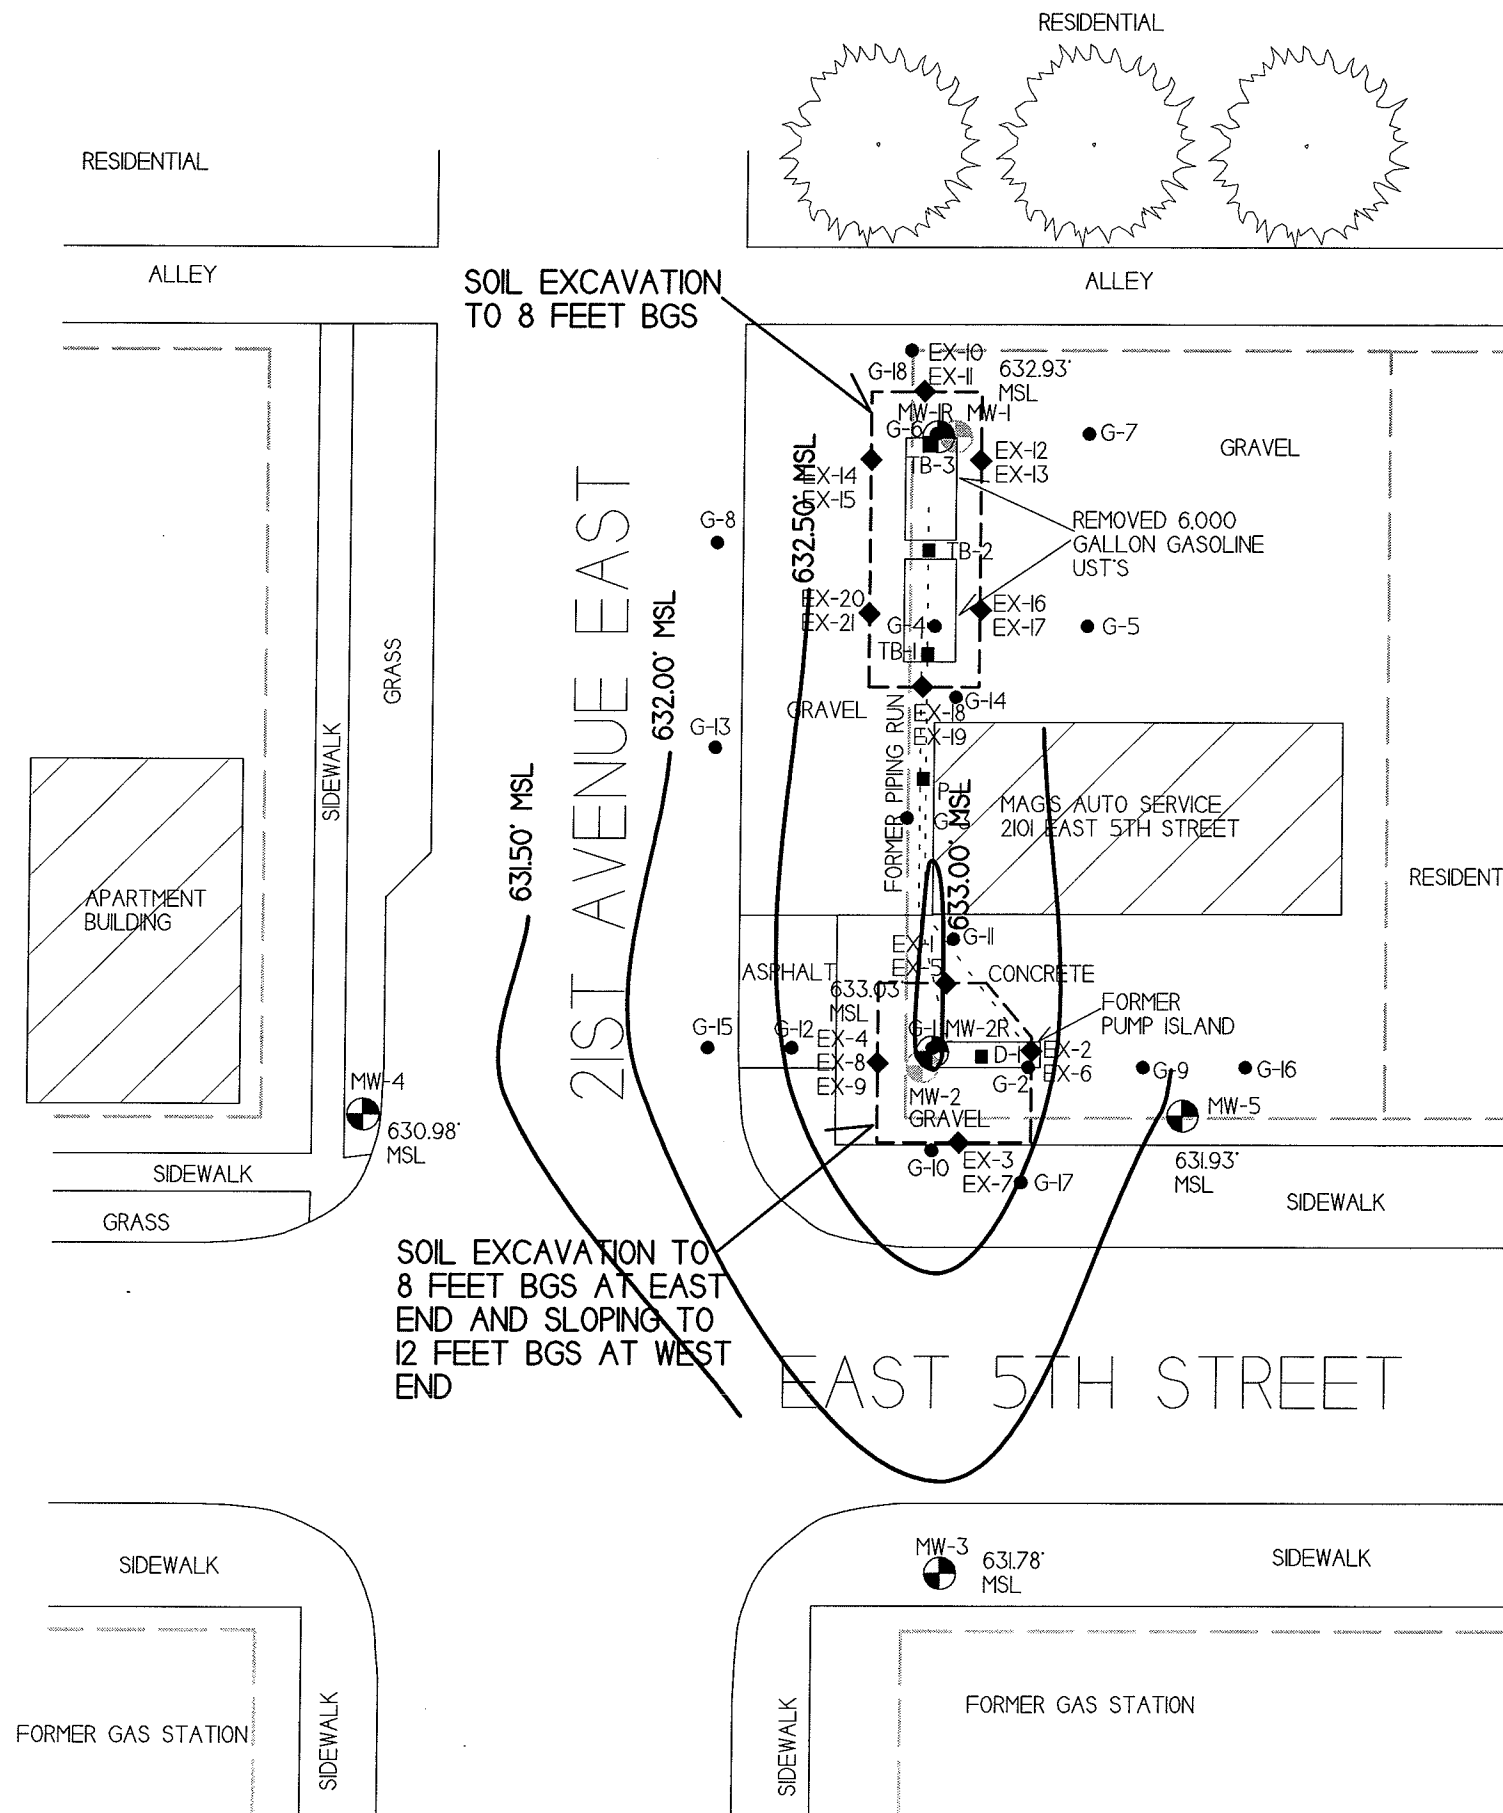 RESIDENTIAL
RESIDENTIAL
ALLEY
ALLEY
SOIL EXCAVATION
TO 8 FEET BGS
EX-10
G-18
EX-11
632.93'
MSL
MW-1R
MW-1
G-6
G-7
TB-3
GRAVEL
EX-12
EX-13
EX-14
EX-15
632.50' MSL
G-8
REMOVED 6,000
GALLON GASOLINE
UST'S
TB-2
EX-20
EX-21
EX-16
EX-17
G-4
G-5
TB-1
632.00' MSL
21ST AVENUE EAST
GRASS
G-14
GRAVEL
EX-18
EX-19
G-13
SIDEWALK
FORMER PIPING RUN
631.50' MSL
633.00' MSL
MAG'S AUTO SERVICE
2101 EAST 5TH STREET
RESIDENT
APARTMENT
BUILDING
G-11
EX-1
EX-5
ASPHALT
CONCRETE
633.03
MSL
FORMER
PUMP ISLAND
G-15
G-12
G-1
MW-2R
EX-4
EX-8
EX-9
D-1
EX-2
EX-6
G-2
G-9
G-16
MW-4
630.98'
MSL
MW-2
GRAVEL
MW-5
631.93'
MSL
G-10
EX-3
EX-7
G-17
SIDEWALK
SIDEWALK
GRASS
SOIL EXCAVATION TO
8 FEET BGS AT EAST
END AND SLOPING TO
12 FEET BGS AT WEST
END
EAST 5TH STREET
MW-3
631.78'
MSL
SIDEWALK
SIDEWALK
FORMER GAS STATION
SIDEWALK
SIDEWALK
FORMER GAS STATION